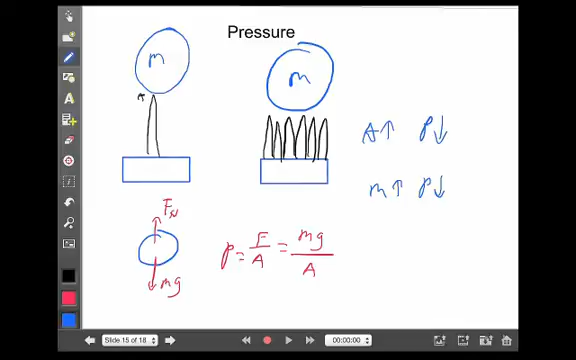 Pressure
m
m
A
A↑ P↓
m↑ P↓
F_N
mg
P = F/A = mg/A
Slide 15 of 18
00:00:00